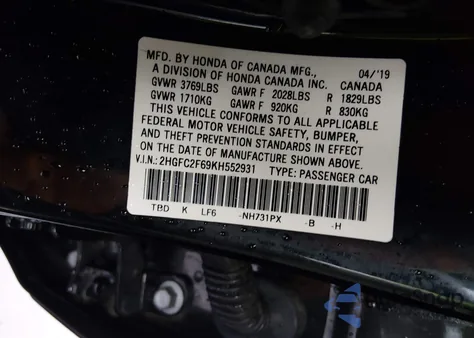 MFD. BY HONDA OF CANADA MFG., 04/'19
A DIVISION OF HONDA CANADA INC. CANADA
GVWR 3769LBS GAWR F 2028LBS R 1829LBS
GVWR 1710KG GAWR F 920KG R 830KG
THIS VEHICLE CONFORMS TO ALL APPLICABLE
FEDERAL MOTOR VEHICLE SAFETY, BUMPER,
AND THEFT PREVENTION STANDARDS IN EFFECT
ON THE DATE OF MANUFACTURE SHOWN ABOVE.
V.I.N.: 2HGFC2F69KH552931 TYPE: PASSENGER CAR
TBD K LF6 -NH731PX -B -H